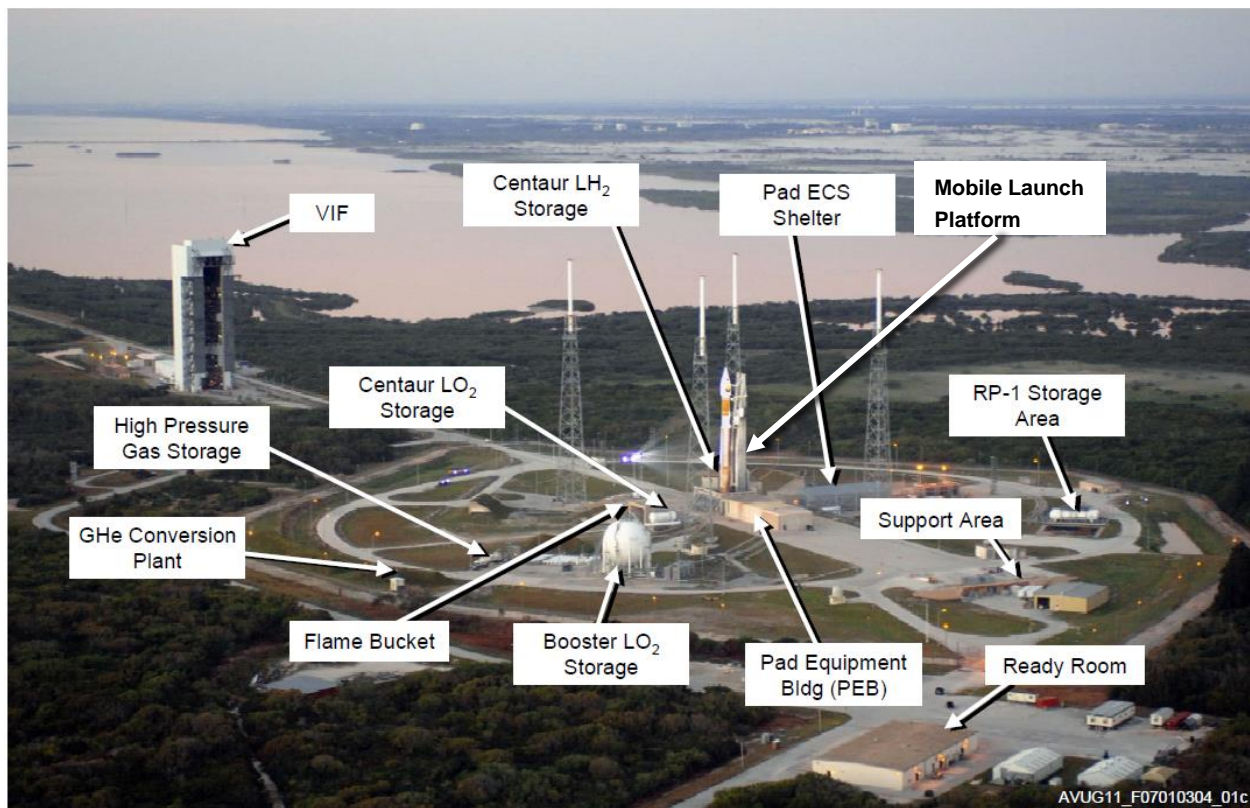 VIF
Centaur LH₂
Storage
Pad ECS
Shelter
Mobile Launch
Platform
Centaur LO₂
Storage
High Pressure
Gas Storage
RP-1 Storage
Area
GHe Conversion
Plant
Support Area
Flame Bucket
Booster LO₂
Storage
Pad Equipment
Bldg (PEB)
Ready Room
AVUG11_F07010304_01c